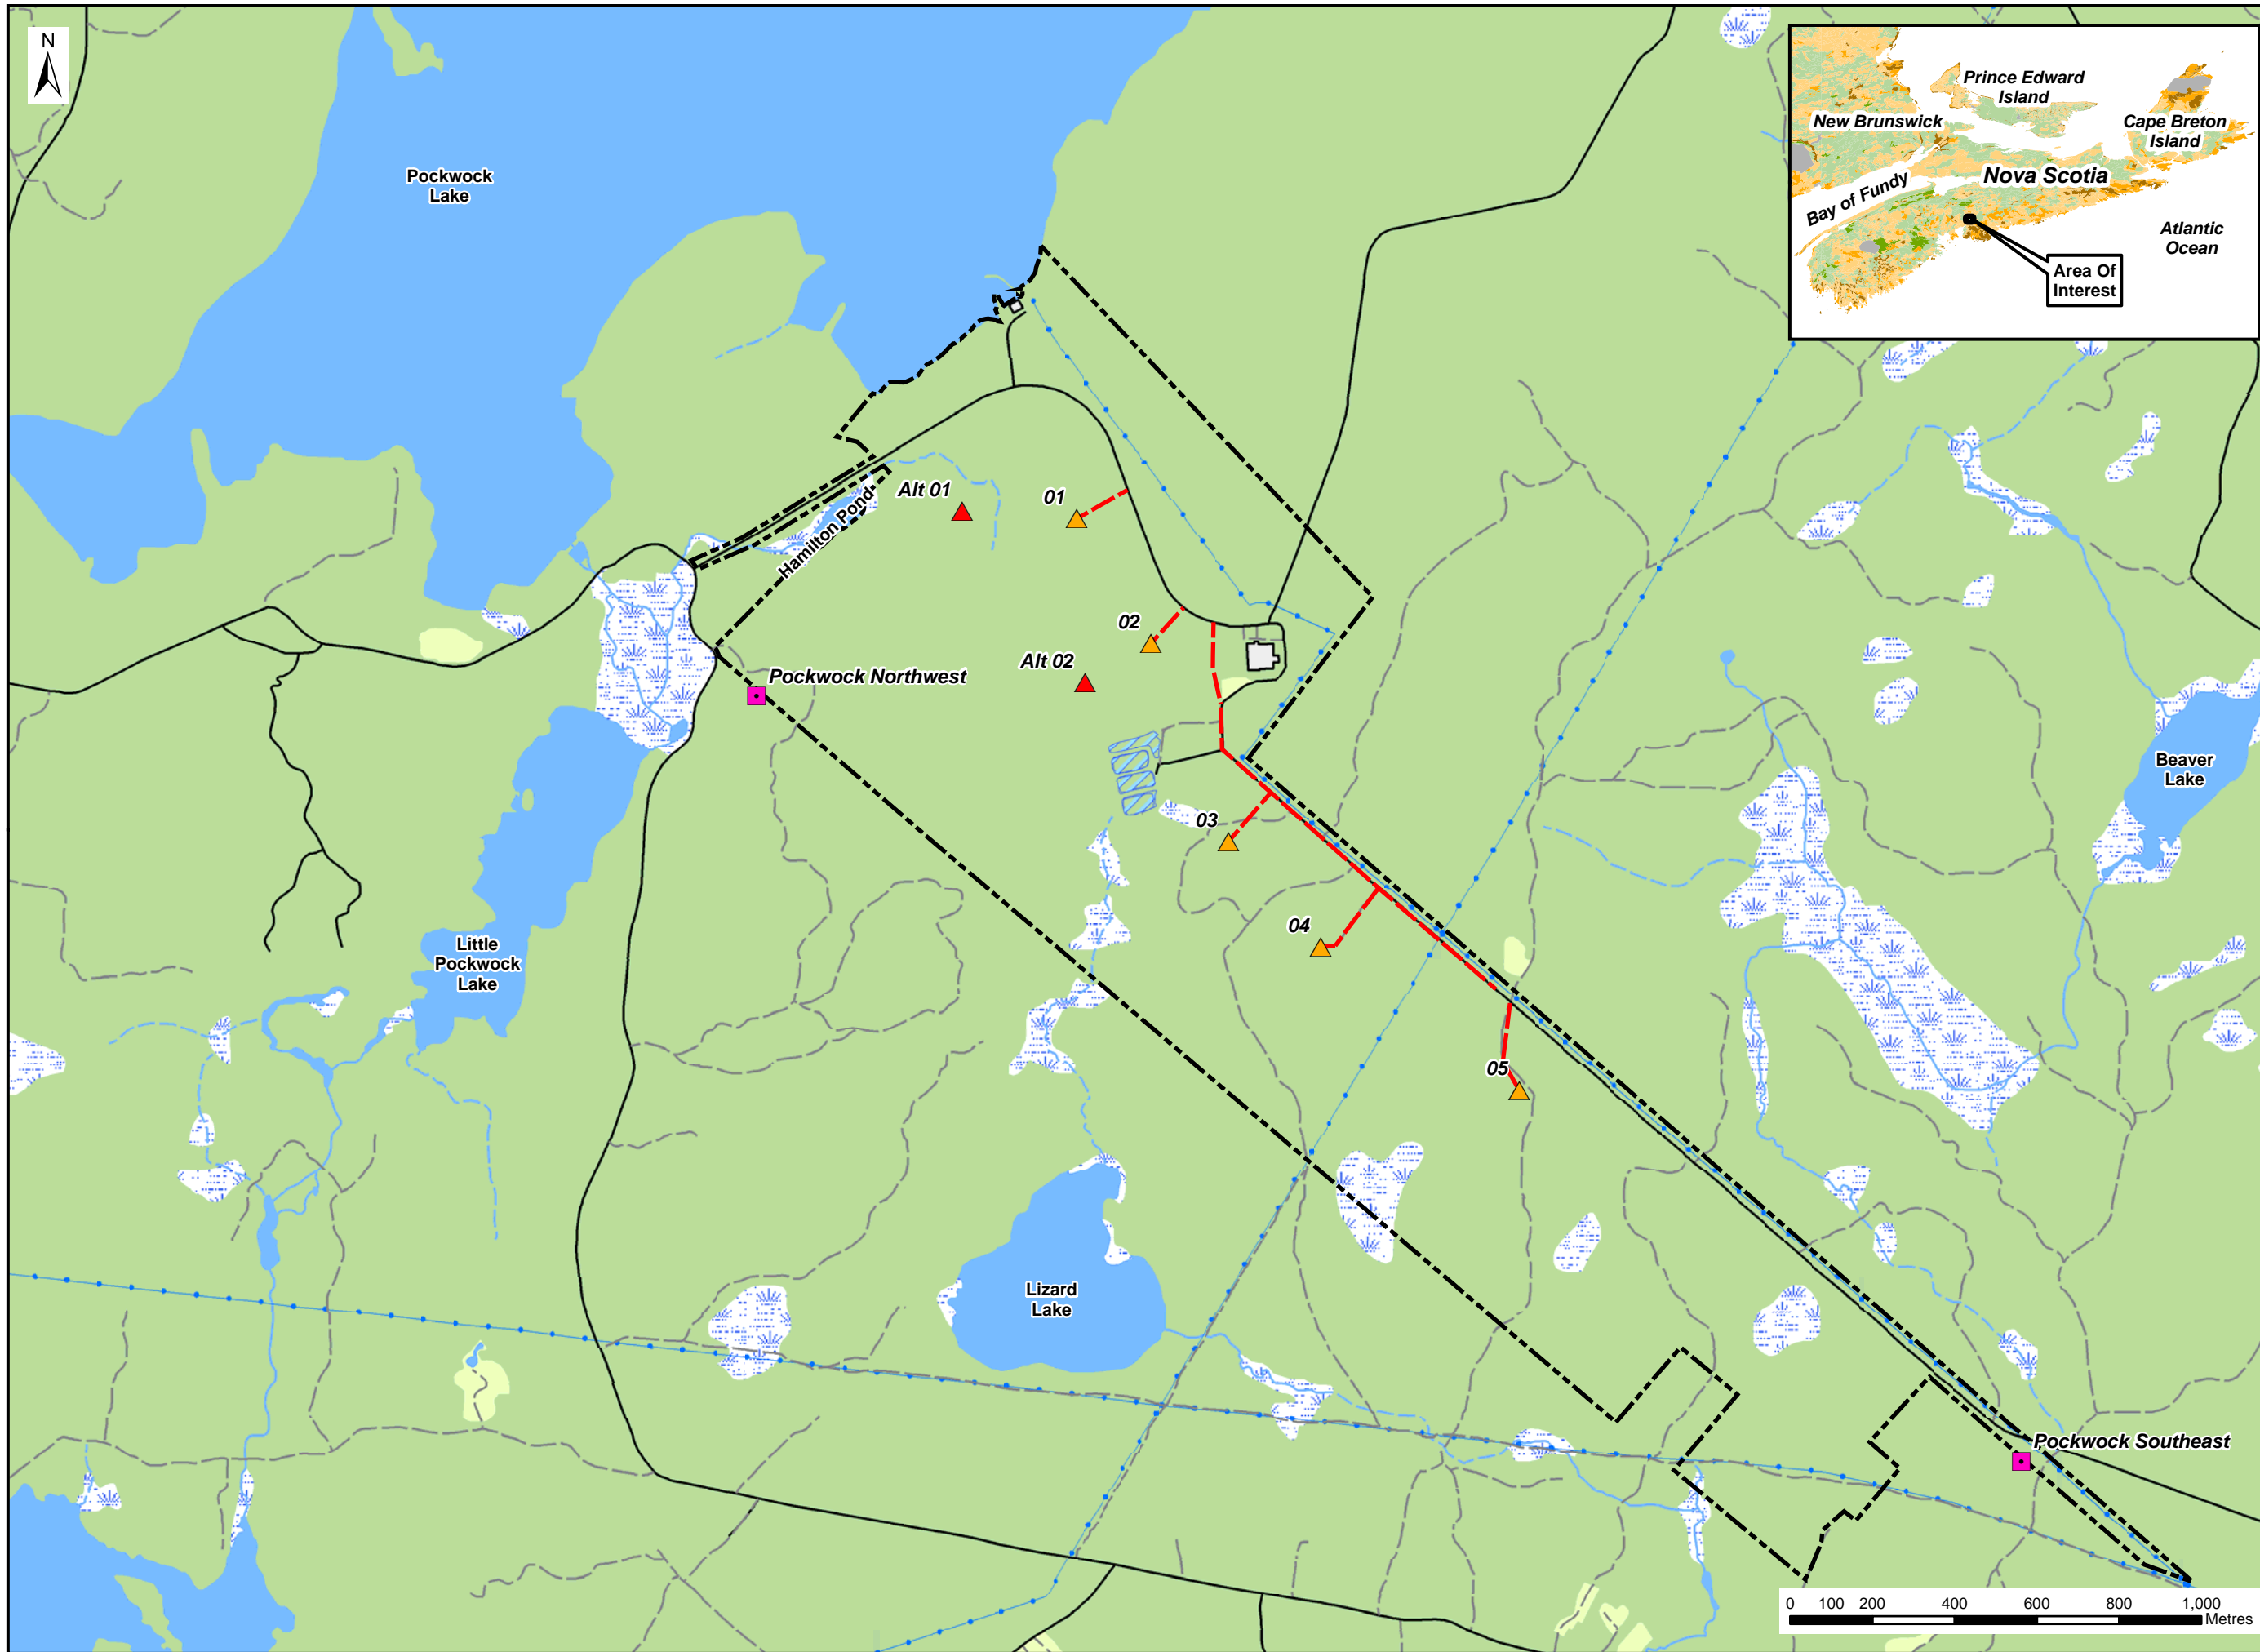 N
Pockwock
Lake
Prince Edward
Island
New Brunswick
Cape Breton
Island
Nova Scotia
Bay of Fundy
Atlantic
Ocean
Area Of
Interest
Alt 01
01
Hamilton Pond
02
Alt 02
Pockwock Northwest
Beaver
Lake
03
04
Little
Pockwock
Lake
05
Lizard
Lake
Pockwock Southeast
0 100 200 400 600 800 1,000
Metres